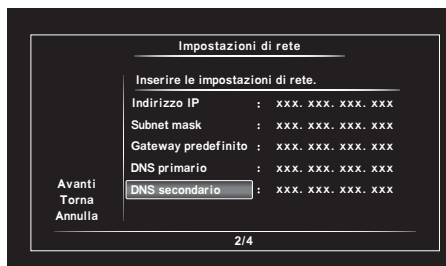 Impostazioni di rete
Inserire le impostazioni di rete.
Indirizzo IP : xxx. xxx. xxx. xxx
Subnet mask : xxx. xxx. xxx. xxx
Gateway predefinito : xxx. xxx. xxx. xxx
DNS primario : xxx. xxx. xxx. xxx
DNS secondario : xxx. xxx. xxx. xxx
Avanti
Torna
Annulla
2/4